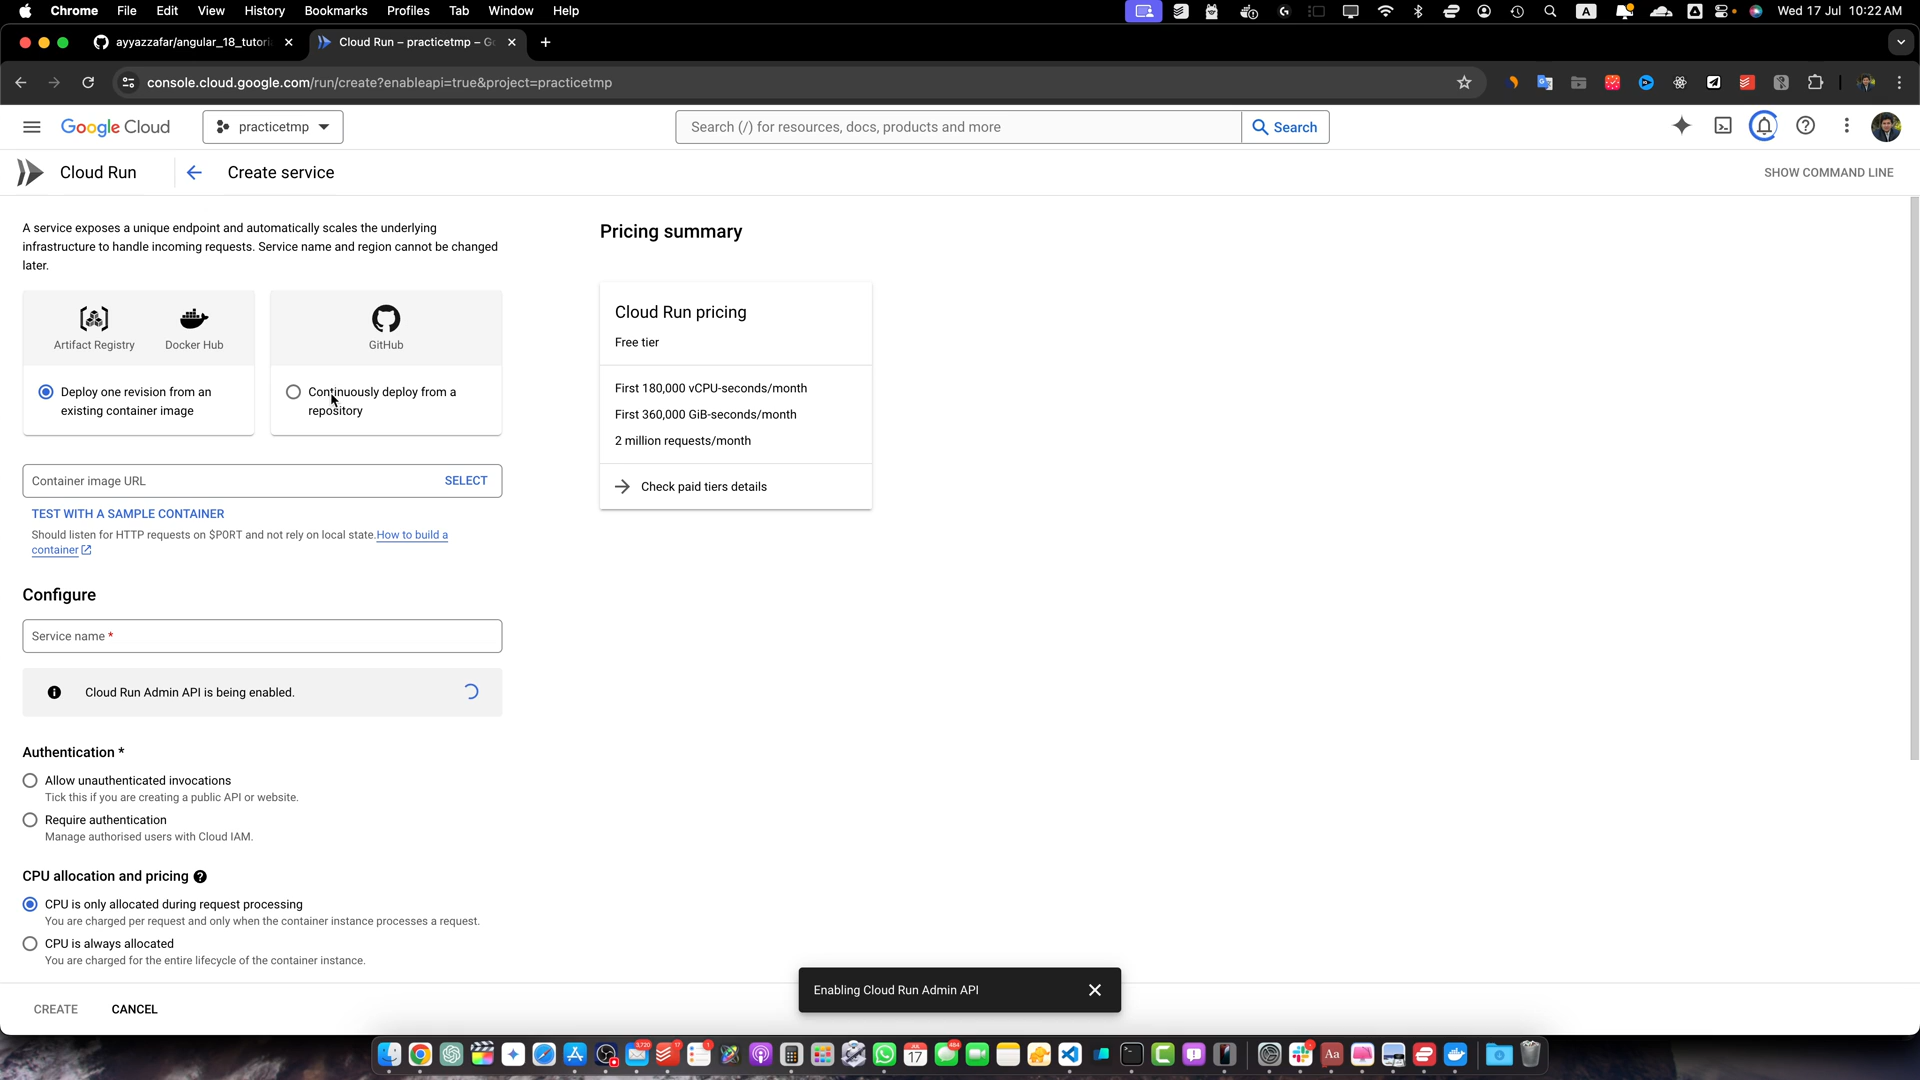 Chrome File Edit View History Bookmarks Profiles Tab Window Help
A Wed 17 Jul 10:22 AM
ayyazzafar/angular_18_tutori
Cloud Run – practicetmp – G
console.cloud.google.com/run/create?enableapi=true&project=practicetmp
Google Cloud
practicetmp
Search (/) for resources, docs, products and more
Search
Cloud Run
Create service
SHOW COMMAND LINE
A service exposes a unique endpoint and automatically scales the underlying
infrastructure to handle incoming requests. Service name and region cannot be changed
later.
Artifact Registry
Docker Hub
GitHub
Deploy one revision from an
existing container image
Continuously deploy from a
repository
Container image URL
SELECT
TEST WITH A SAMPLE CONTAINER
Should listen for HTTP requests on $PORT and not rely on local state. How to build a
container
Configure
Service name *
Cloud Run Admin API is being enabled.
Authentication *
Allow unauthenticated invocations
Tick this if you are creating a public API or website.
Require authentication
Manage authorised users with Cloud IAM.
CPU allocation and pricing
CPU is only allocated during request processing
You are charged per request and only when the container instance processes a request.
CPU is always allocated
You are charged for the entire lifecycle of the container instance.
CREATE
CANCEL
Pricing summary
Cloud Run pricing
Free tier
First 180,000 vCPU-seconds/month
First 360,000 GiB-seconds/month
2 million requests/month
Check paid tiers details
Enabling Cloud Run Admin API
3,720
17
1
JUL
17
464
Aa